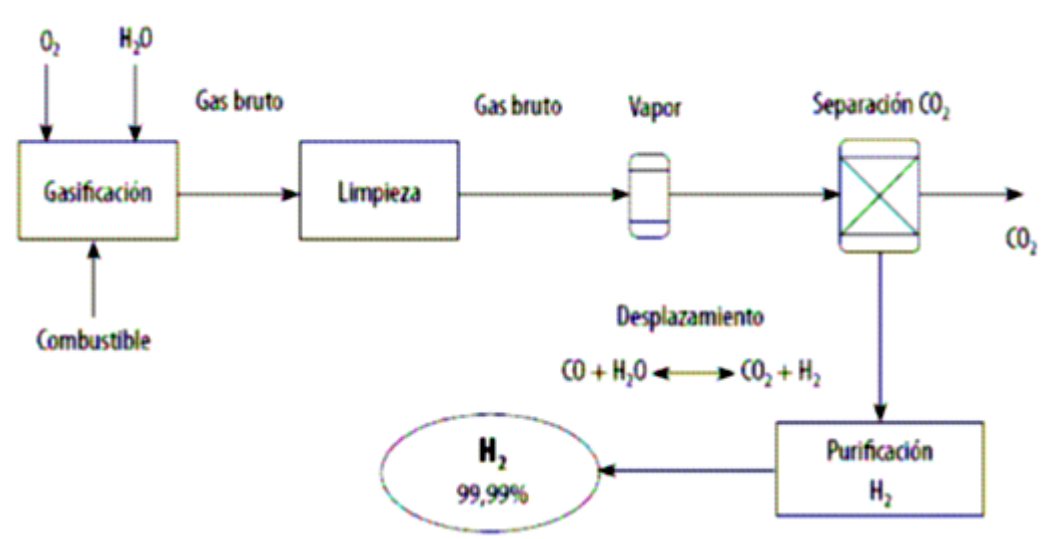 O₂
H₂O
Gas bruto
Gas bruto
Vapor
Separación CO₂
Gasificación
Limpieza
CO₂
Combustible
Desplazamiento
CO + H₂O ⟷ CO₂ + H₂
Purificación
H₂
H₂
99,99%